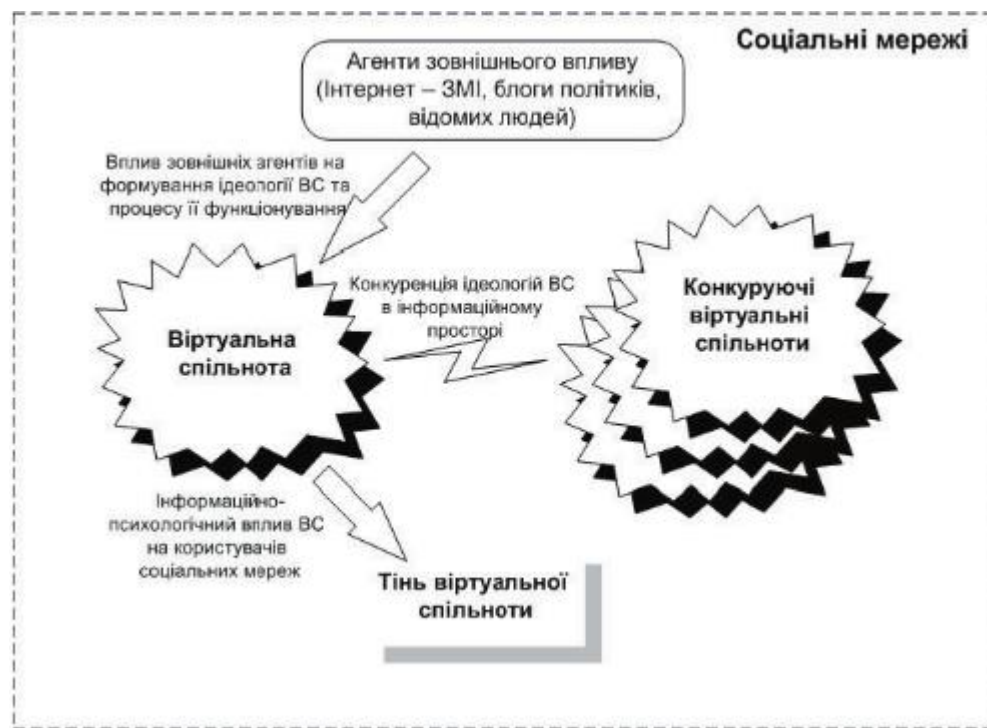 Соціальні мережі
Агенти зовнішнього впливу
(Інтернет – ЗМІ, блоги політиків,
відомих людей)
Вплив зовнішніх агентів на
формування ідеології ВС та
процесу її функціонування
Віртуальна
спільнота
Конкуренція ідеологій ВС
в інформаційному
просторі
Конкуруючі
віртуальні
спільноти
Інформаційно-
психологічний вплив ВС
на користувачів
соціальних мереж
Тінь віртуальної
спільноти